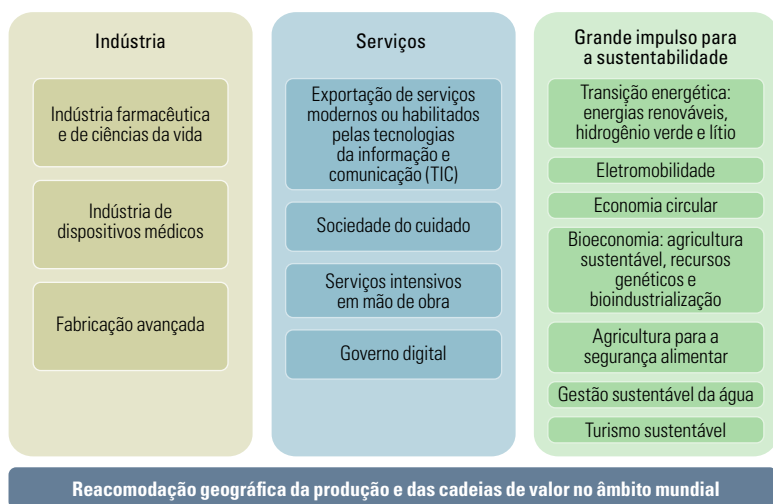 Indústria
Indústria farmacêutica
e de ciências da vida
Indústria de
dispositivos médicos
Fabricação avançada
Serviços
Exportação de serviços
modernos ou habilitados
pelas tecnologias
da informação e
comunicação (TIC)
Sociedade do cuidado
Serviços intensivos
em mão de obra
Governo digital
Grande impulso para
a sustentabilidade
Transição energética:
energias renováveis,
hidrogênio verde e lítio
Eletromobilidade
Economia circular
Bioeconomia: agricultura
sustentável, recursos
genéticos e
bioindustrialização
Agricultura para a
segurança alimentar
Gestão sustentável da água
Turismo sustentável
Reacomodação geográfica da produção e das cadeias de valor no âmbito mundial